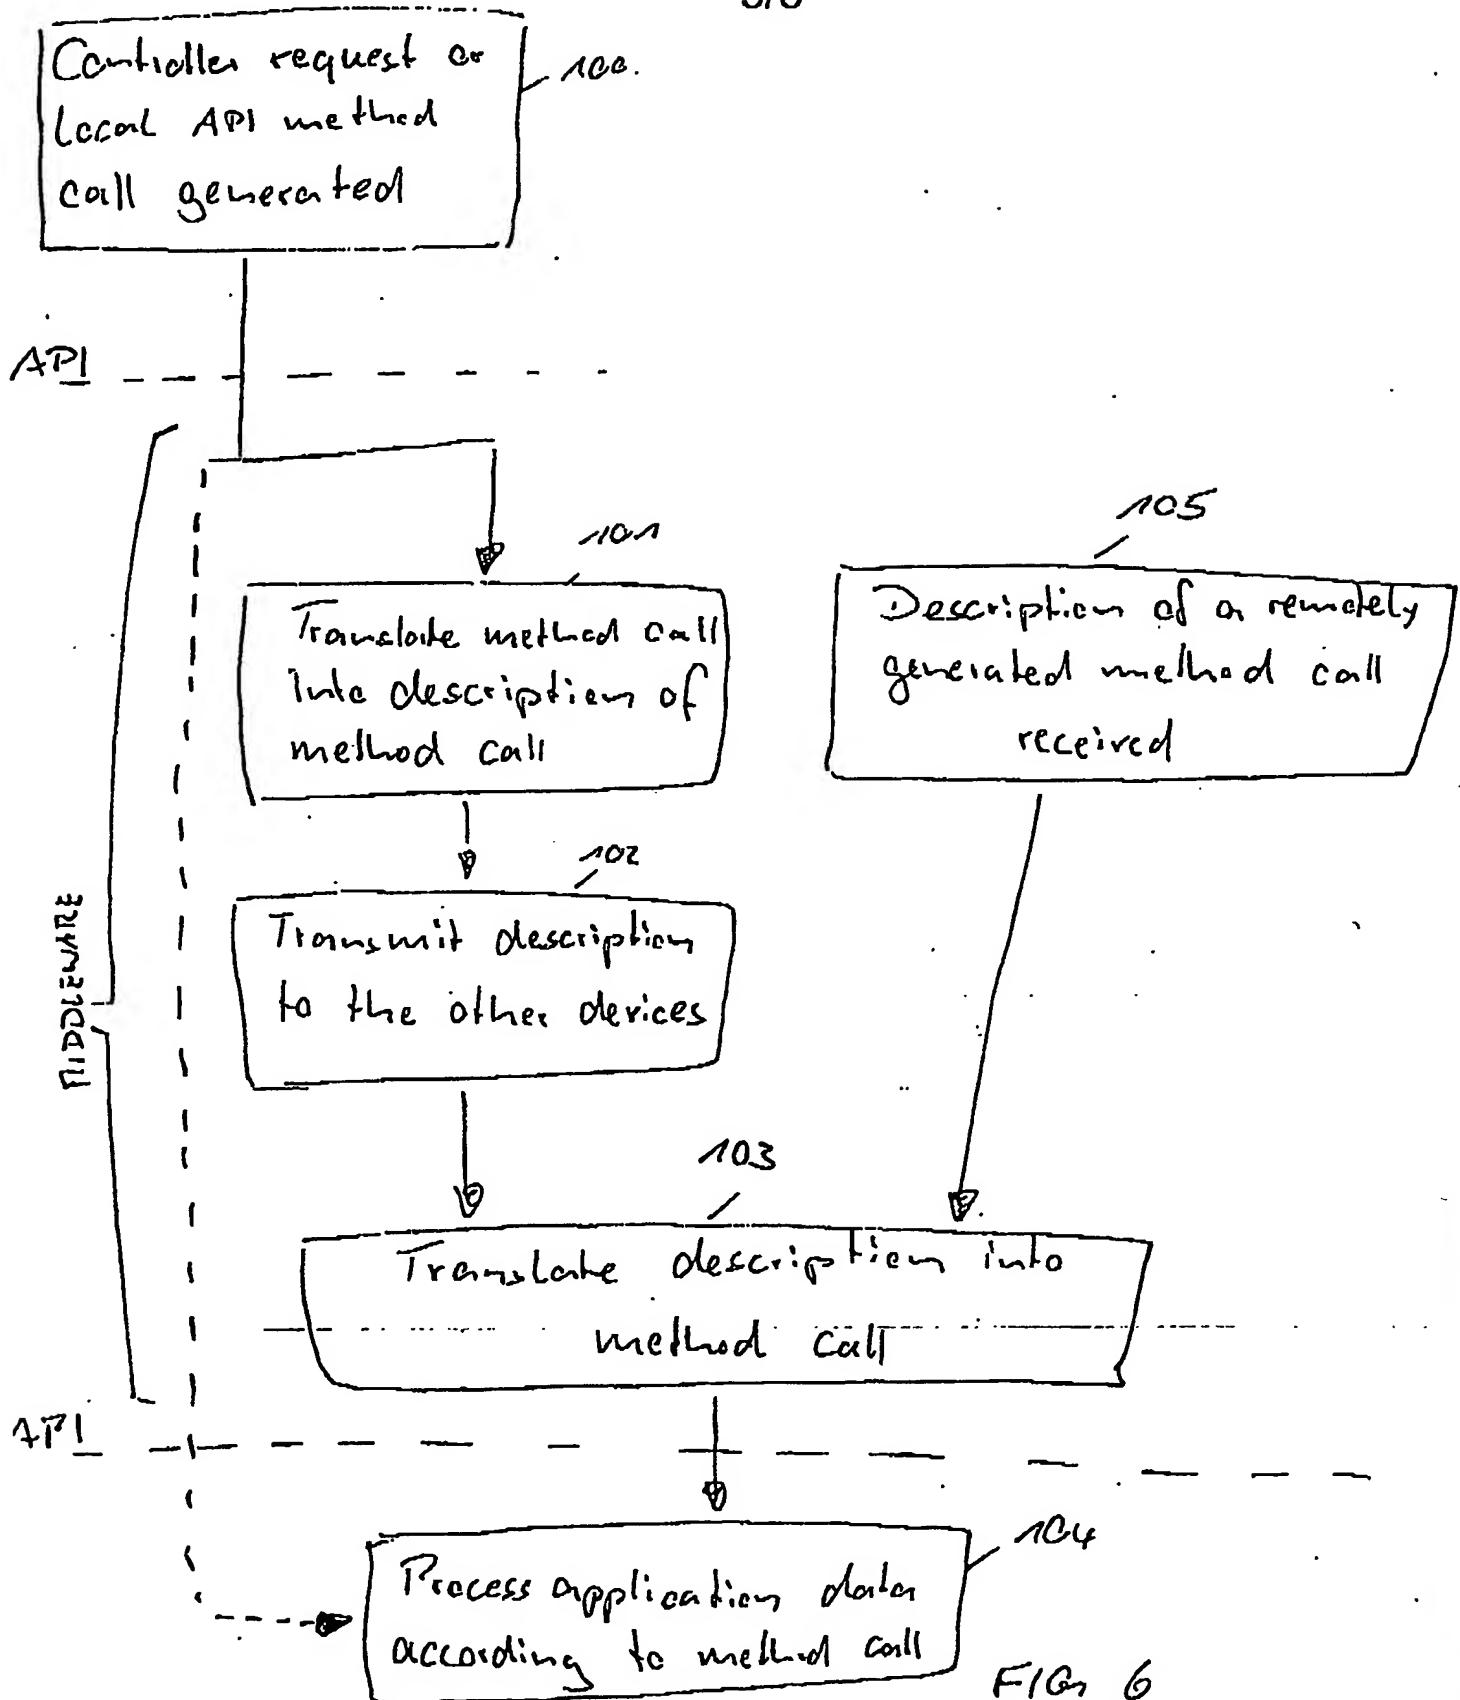 Controller request or
local API method
call generated
100
API
101
Translate method call
into description of
method call
105
Description of a remotely
generated method call
received
102
Transmit description
to the other devices
MIDDLEWARE
103
Translate description into
method call
API
104
Process application data
according to method call
FIG 6